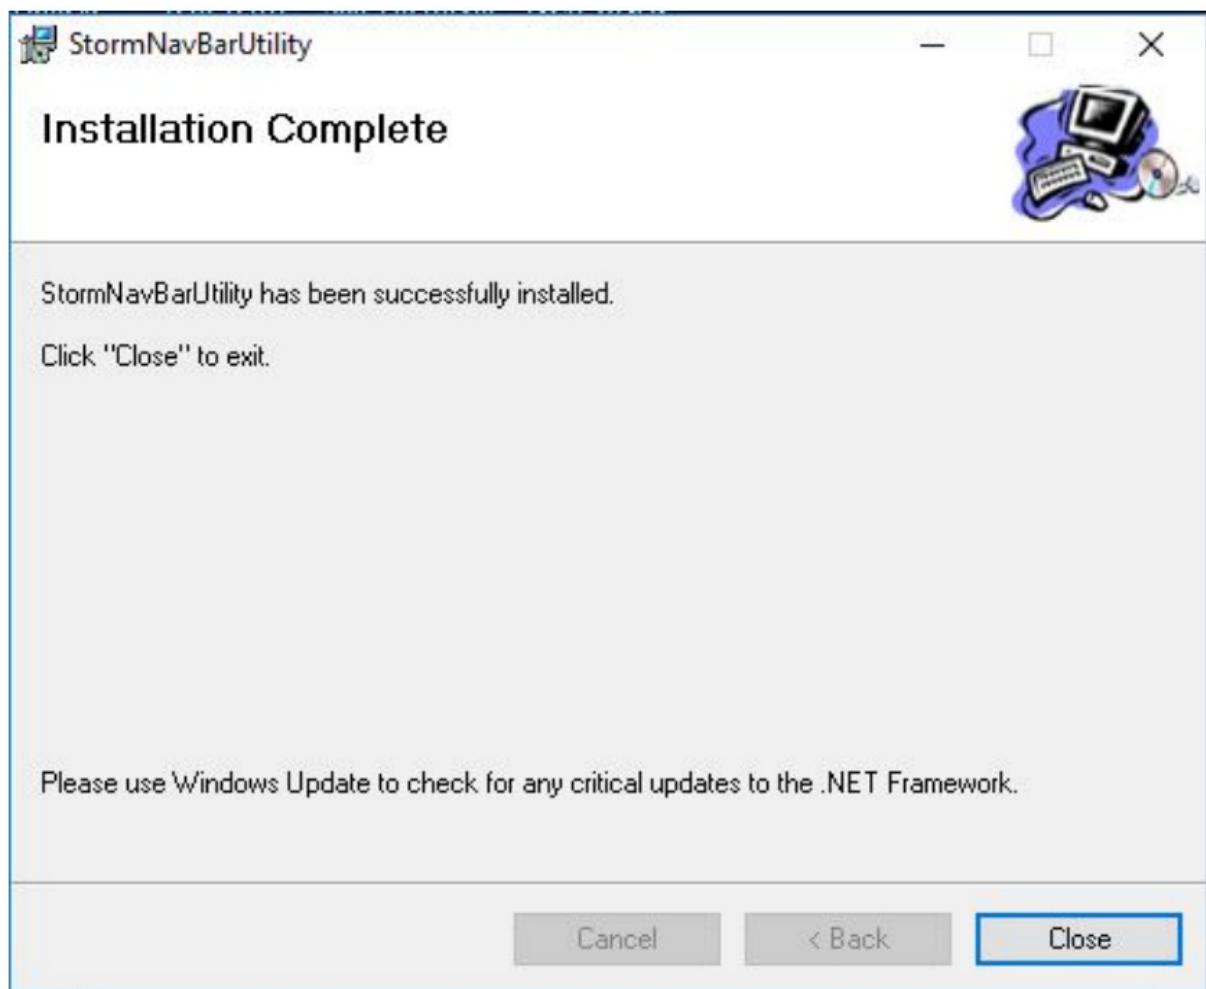 StormNavBarUtility
Installation Complete
StormNavBarUtility has been successfully installed.
Click "Close" to exit.
Please use Windows Update to check for any critical updates to the .NET Framework.
Cancel
< Back
Close